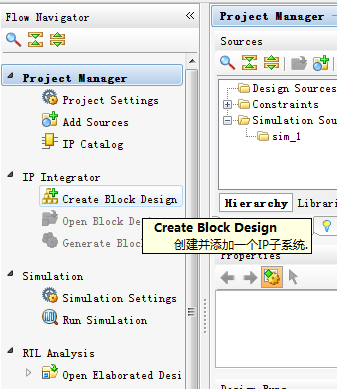 Flow Navigator
Project Manager
Project Settings
Add Sources
IP Catalog
IP Integrator
Create Block Design
Open Block
Generate Bloc
Simulation
Simulation Settings
Run Simulation
RTL Analysis
Open Elaborated Desi
Project Manager -
Sources
Design Sources
Constraints
Simulation Sou
sim_1
Hierarchy
Librari
Create Block Design
创建并添加一个IP子系统.
Properties